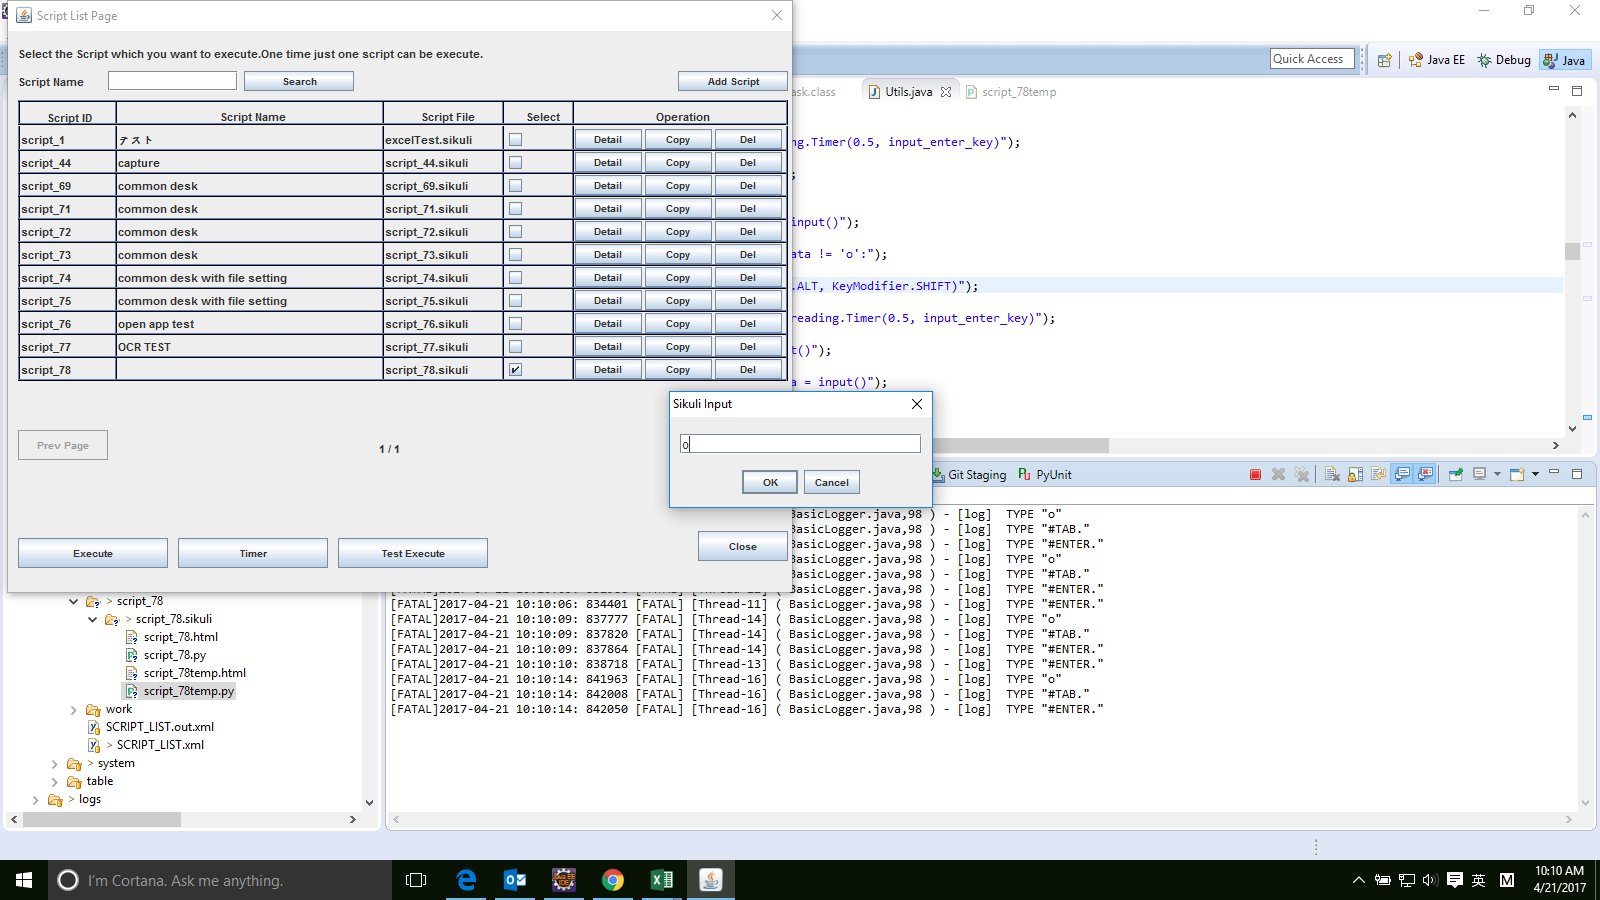 Script List Page
Select the Script which you want to execute.One time just one script can be execute.
Script Name
Search
Add Script
Script ID Script Name Script File Select Operation
script_1 テスト excelTest.sikuli Detail Copy Del
script_44 capture script_44.sikuli Detail Copy Del
script_69 common desk script_69.sikuli Detail Copy Del
script_71 common desk script_71.sikuli Detail Copy Del
script_72 common desk script_72.sikuli Detail Copy Del
script_73 common desk script_73.sikuli Detail Copy Del
script_74 common desk with file setting script_74.sikuli Detail Copy Del
script_75 common desk with file setting script_75.sikuli Detail Copy Del
script_76 open app test script_76.sikuli Detail Copy Del
script_77 OCR TEST script_77.sikuli Detail Copy Del
script_78 script_78.sikuli Detail Copy Del
Prev Page
1 / 1
Execute Timer Test Execute Close
Quick Access Java EE Debug Java
ask.class Utils.java script_78temp
ng.Timer(0.5, input_enter_key)");
;
input()");
ata != 'o':");
.ALT, KeyModifier.SHIFT)");
reading.Timer(0.5, input_enter_key)");
t()");
a = input()");
Sikuli Input
o
OK Cancel
Git Staging PyUnit
BasicLogger.java,98 ) - [log] TYPE "o"
BasicLogger.java,98 ) - [log] TYPE "#TAB."
BasicLogger.java,98 ) - [log] TYPE "#ENTER."
BasicLogger.java,98 ) - [log] TYPE "o"
BasicLogger.java,98 ) - [log] TYPE "#TAB."
BasicLogger.java,98 ) - [log] TYPE "#ENTER."
[FATAL]2017-04-21 10:10:06: 834401 [FATAL] [Thread-11] ( BasicLogger.java,98 ) - [log] TYPE "#ENTER."
[FATAL]2017-04-21 10:10:09: 837777 [FATAL] [Thread-14] ( BasicLogger.java,98 ) - [log] TYPE "o"
[FATAL]2017-04-21 10:10:09: 837820 [FATAL] [Thread-14] ( BasicLogger.java,98 ) - [log] TYPE "#TAB."
[FATAL]2017-04-21 10:10:09: 837864 [FATAL] [Thread-14] ( BasicLogger.java,98 ) - [log] TYPE "#ENTER."
[FATAL]2017-04-21 10:10:10: 838718 [FATAL] [Thread-13] ( BasicLogger.java,98 ) - [log] TYPE "#ENTER."
[FATAL]2017-04-21 10:10:14: 841963 [FATAL] [Thread-16] ( BasicLogger.java,98 ) - [log] TYPE "o"
[FATAL]2017-04-21 10:10:14: 842008 [FATAL] [Thread-16] ( BasicLogger.java,98 ) - [log] TYPE "#TAB."
[FATAL]2017-04-21 10:10:14: 842050 [FATAL] [Thread-16] ( BasicLogger.java,98 ) - [log] TYPE "#ENTER."
> script_78
> script_78.sikuli
script_78.html
script_78.py
script_78temp.html
script_78temp.py
work
SCRIPT_LIST.out.xml
> SCRIPT_LIST.xml
> system
table
> logs
I'm Cortana. Ask me anything.
英 M
10:10 AM
4/21/2017